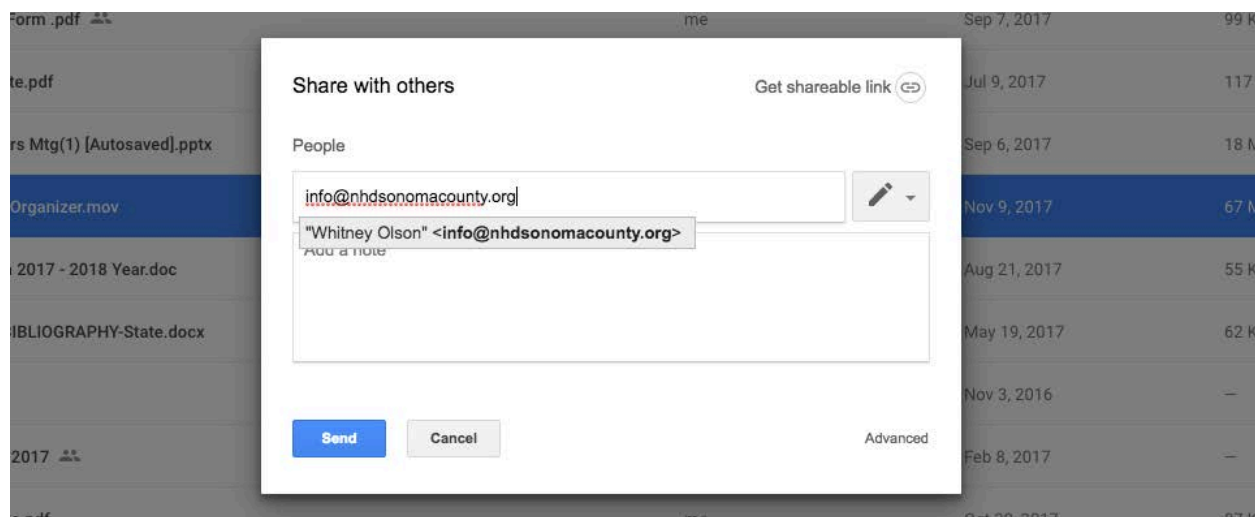 Form .pdf me Sep 7, 2017 99 K
Share with others Get shareable link
te.pdf Jul 9, 2017 117
rs Mtg(1) [Autosaved].pptx People Sep 6, 2017 18 M
info@nhdsonomacounty.org
Organizer.mov Nov 9, 2017 67 M
"Whitney Olson" <info@nhdsonomacounty.org>
Add a note
2017 - 2018 Year.doc Aug 21, 2017 55 K
IBLIOGRAPHY-State.docx May 19, 2017 62 K
Nov 3, 2016 –
Send Cancel Advanced
2017 Feb 8, 2017 –